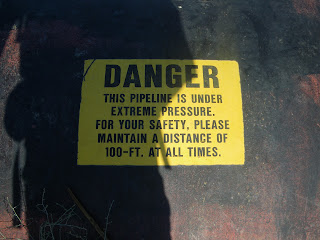 DANGER
THIS PIPELINE IS UNDER
EXTREME PRESSURE.
FOR YOUR SAFETY, PLEASE
MAINTAIN A DISTANCE OF
100-FT. AT ALL TIMES.